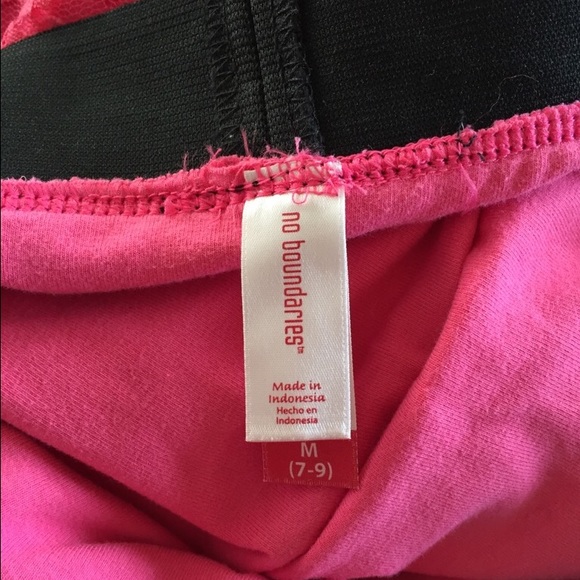 no boundaries
Made in
Indonesia
Hecho en
Indonesia
M
(7-9)